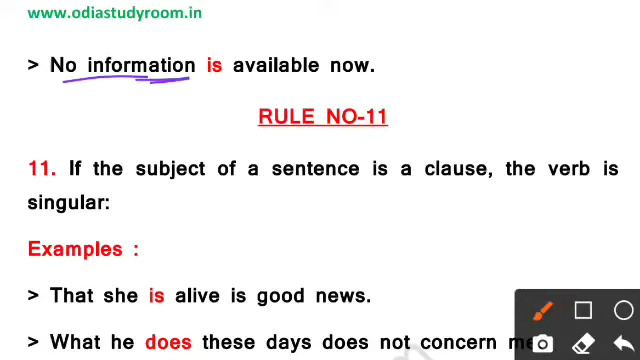 www.odiastudyroom.in
> No information is available now.
RULE NO-11
11. If the subject of a sentence is a clause, the verb is
singular:
Examples :
> That she is alive is good news.
> What he does these days does not concern me